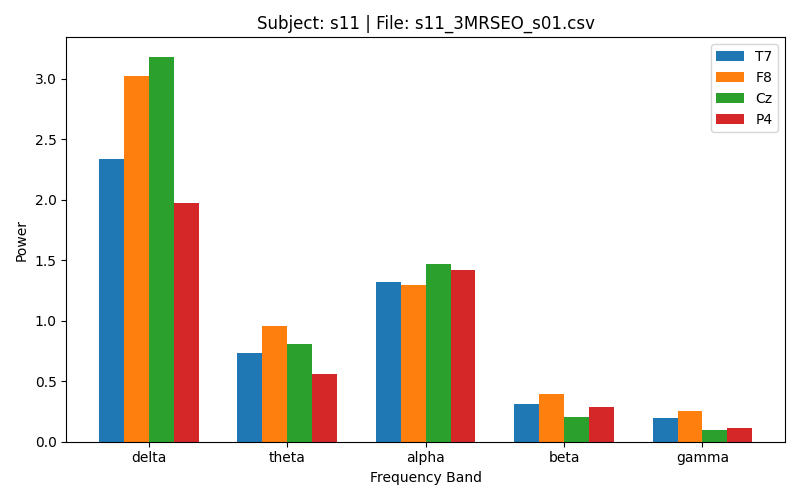 Subject: s11 | File: s11_3MRSEO_s01.csv
T7
F8
Cz
P4
Power
3.0
2.5
2.0
1.5
1.0
0.5
0.0
delta theta alpha beta gamma
Frequency Band